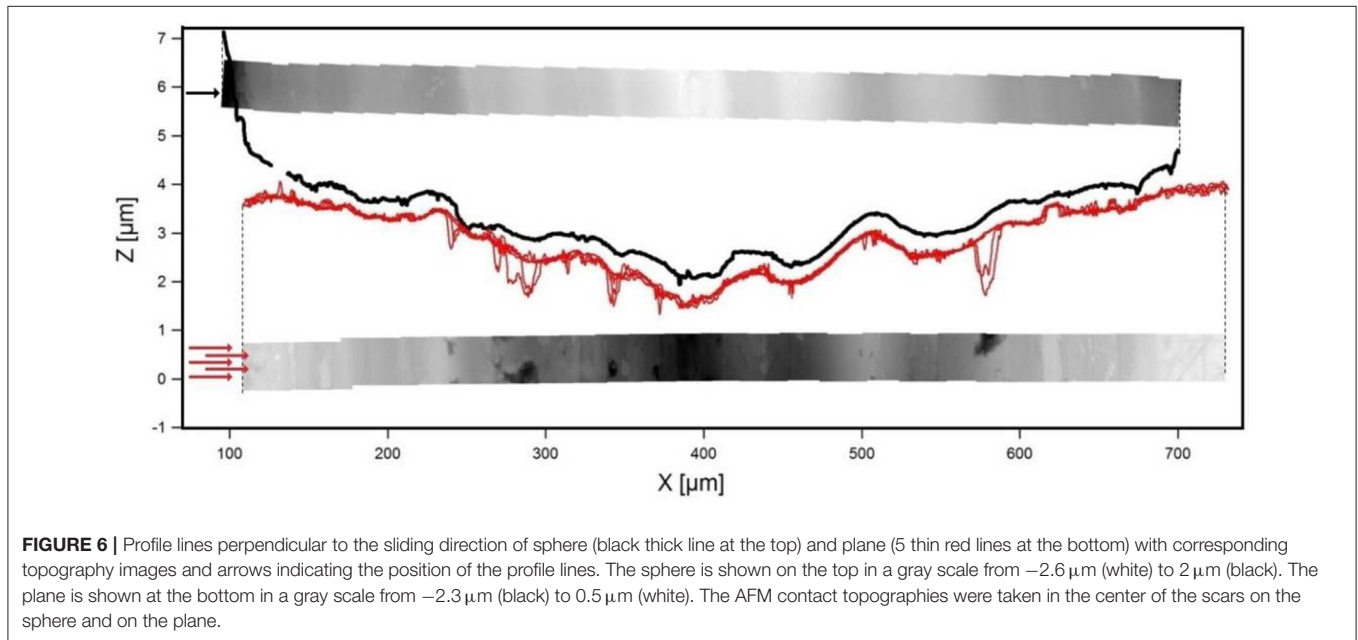 7
6
5
4
3
2
1
0
-1
Z [µm]
100 200 300 400 500 600 700
X [µm]
FIGURE 6 | Profile lines perpendicular to the sliding direction of sphere (black thick line at the top) and plane (5 thin red lines at the bottom) with corresponding
topography images and arrows indicating the position of the profile lines. The sphere is shown on the top in a gray scale from −2.6 µm (white) to 2 µm (black). The
plane is shown at the bottom in a gray scale from −2.3 µm (black) to 0.5 µm (white). The AFM contact topographies were taken in the center of the scars on the
sphere and on the plane.